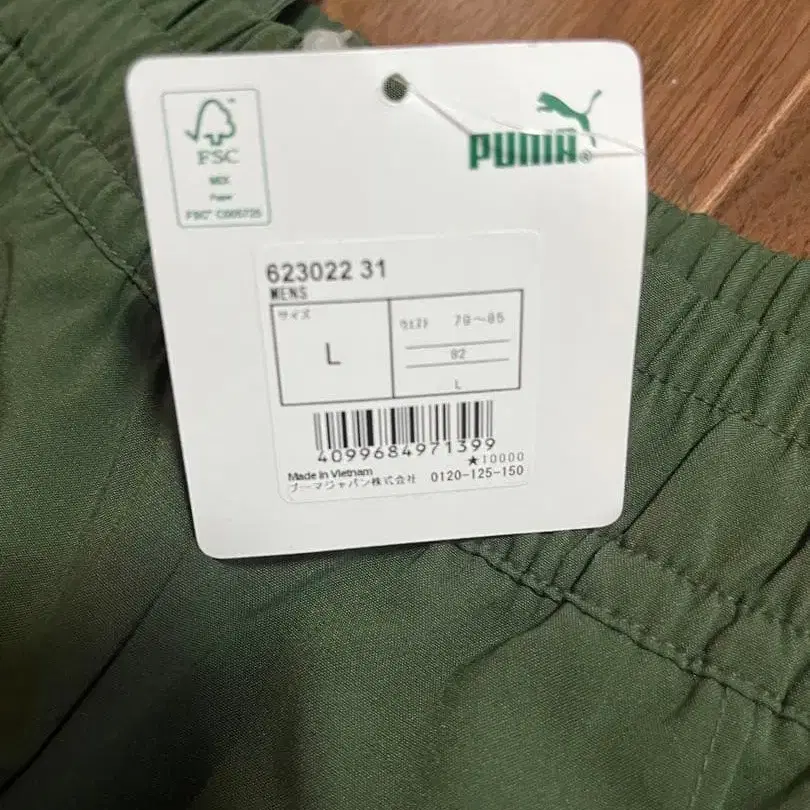 FSC
MIX
Paper
FSC® C005725
PUMA®
623022 31
MENS
サイズ
L
ウエスト 79～85
82
L
4099684971399
★10000
Made in Vietnam
プーマジャパン株式会社 0120-125-150